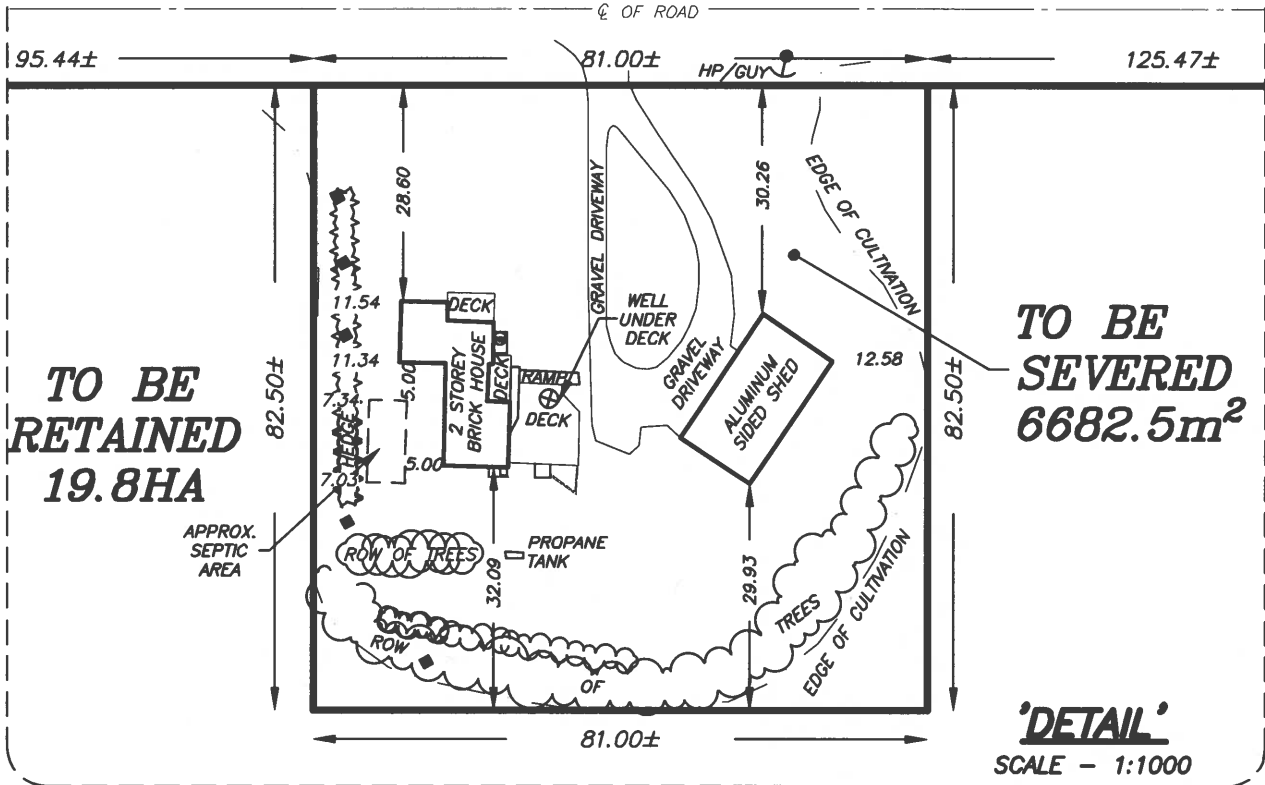 ℄ OF ROAD
95.44±
81.00±
125.47±
HP/GUY
28.60
30.26
GRAVEL DRIVEWAY
EDGE OF CULTIVATION
82.50±
82.50±
DECK
11.54
11.34
7.34
7.03
5.00
5.00
HEDGE
2 STOREY
BRICK HOUSE
DECK
RAMP
DECK
WELL
UNDER
DECK
GRAVEL
DRIVEWAY
ALUMINUM
SIDED SHED
12.58
TO BE
RETAINED
19.8HA
TO BE
SEVERED
6682.5m²
APPROX.
SEPTIC
AREA
ROW OF TREES
PROPANE
TANK
32.09
29.93
ROW
OF
TREES
EDGE OF CULTIVATION
81.00±
'DETAIL'
SCALE - 1:1000